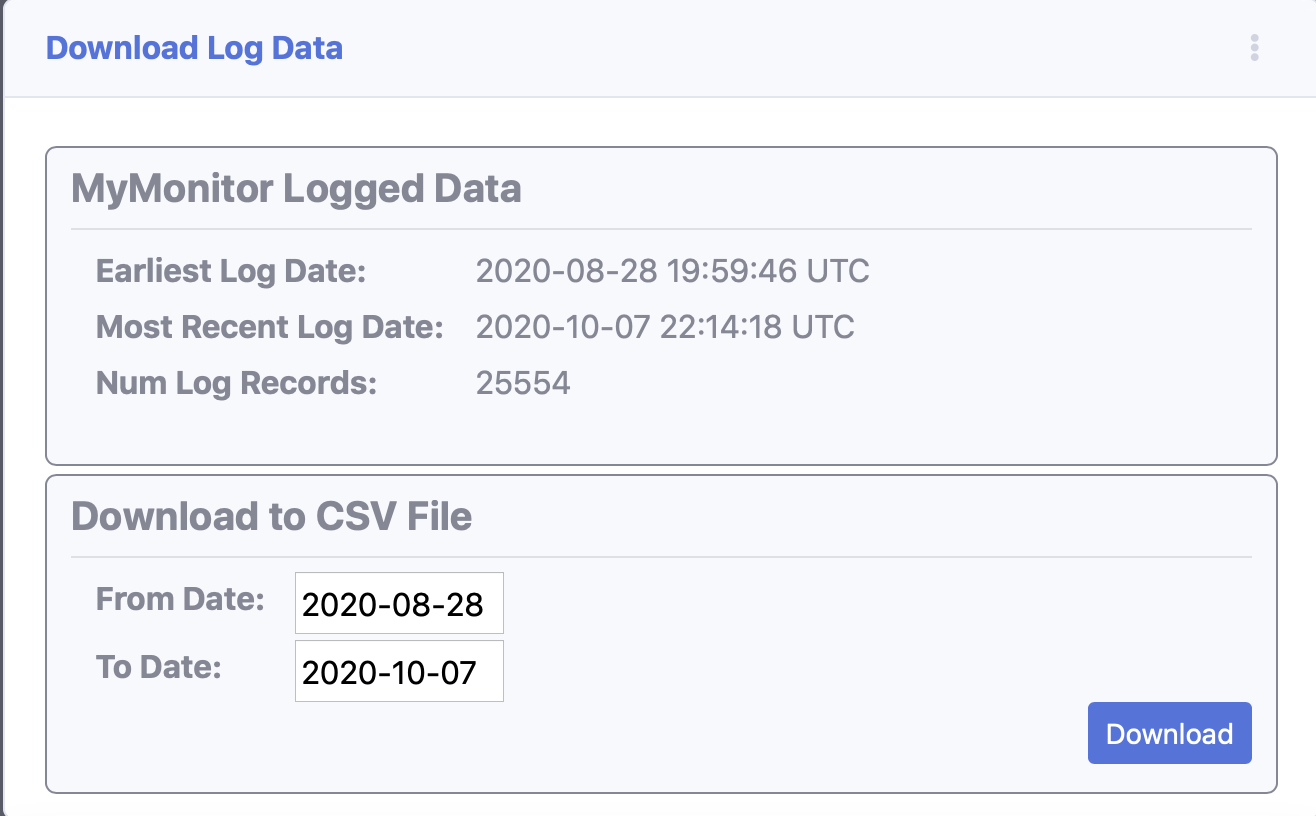 Download Log Data
MyMonitor Logged Data
Earliest Log Date: 2020-08-28 19:59:46 UTC
Most Recent Log Date: 2020-10-07 22:14:18 UTC
Num Log Records: 25554
Download to CSV File
From Date: 2020-08-28
To Date: 2020-10-07
Download